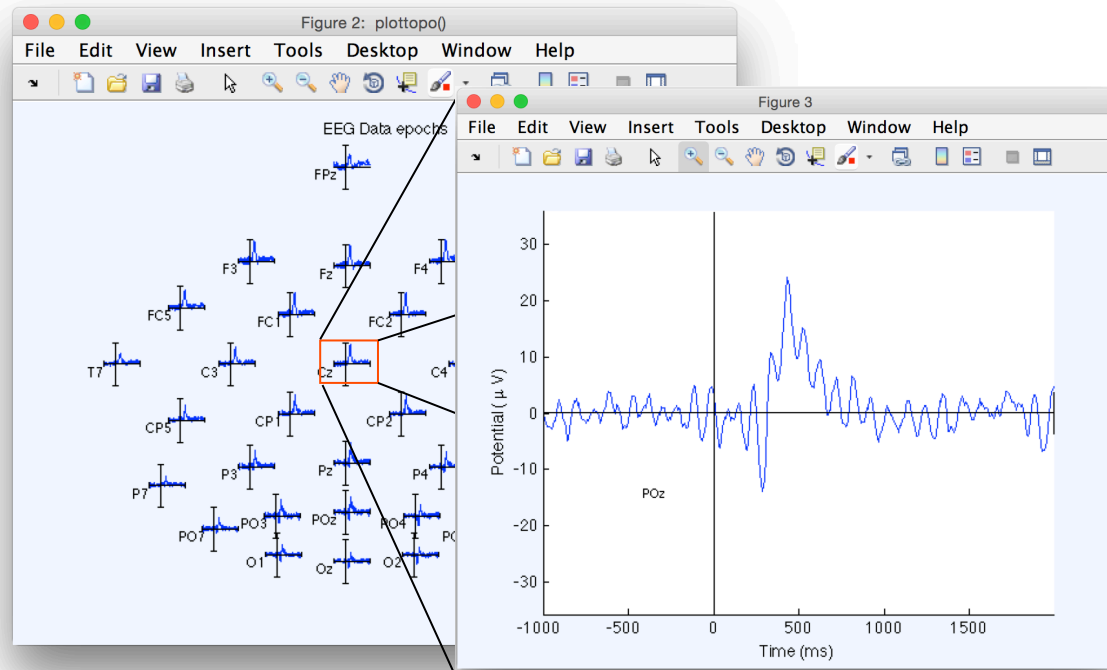 Figure 2: plottopo()
File Edit View Insert Tools Desktop Window Help
EEG Data epochs
FPz
F3
Fz
F4
FC5
FC1
FC2
T7
C3
Cz
C4
CP5
CP1
CP2
P7
P3
Pz
P4
PO7
PO3
POz
PO4
O1
Oz
O2
Figure 3
File Edit View Insert Tools Desktop Window Help
30
20
10
0
-10
-20
-30
Potential ( μ V)
POz
-1000 -500 0 500 1000 1500
Time (ms)